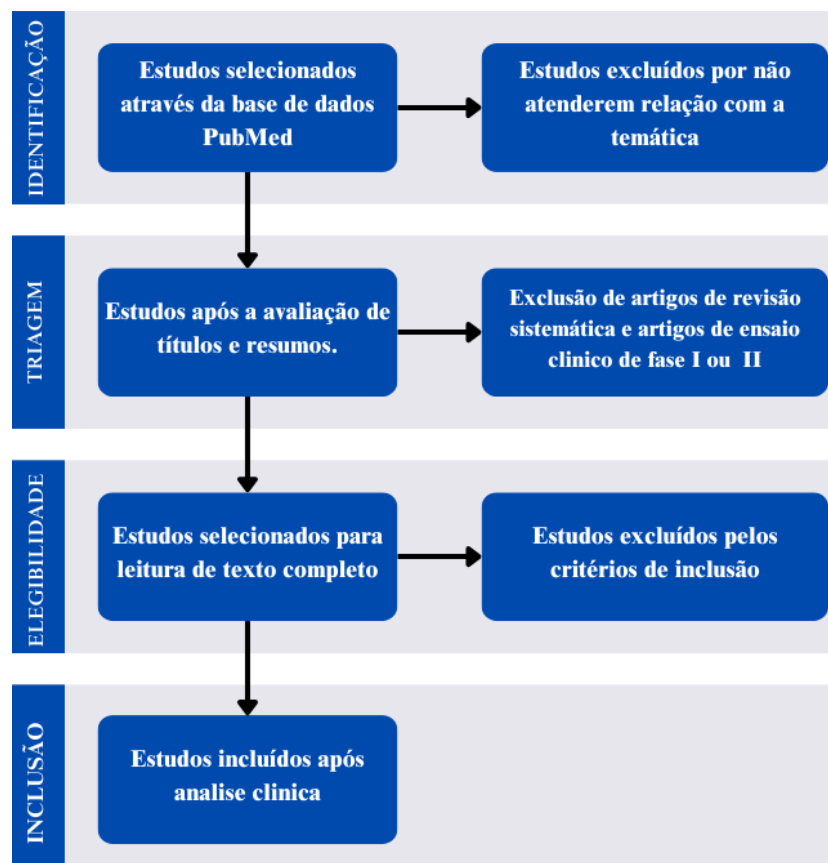 IDENTIFICAÇÃO
Estudos selecionados
através da base de dados
PubMed
Estudos excluídos por não
atenderem relação com a
temática
TRIAGEM
Estudos após a avaliação de
títulos e resumos.
Exclusão de artigos de revisão
sistemática e artigos de ensaio
clinico de fase I ou II
ELEGIBILIDADE
Estudos selecionados para
leitura de texto completo
Estudos excluídos pelos
critérios de inclusão
INCLUSÃO
Estudos incluídos após
analise clinica